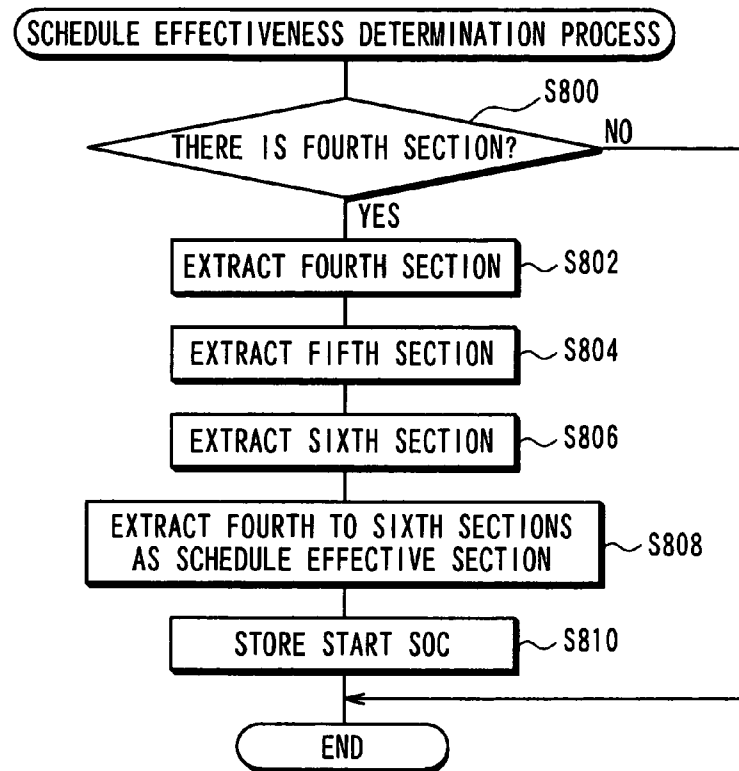 SCHEDULE EFFECTIVENESS DETERMINATION PROCESS
S800
THERE IS FOURTH SECTION?
NO
YES
EXTRACT FOURTH SECTION
S802
EXTRACT FIFTH SECTION
S804
EXTRACT SIXTH SECTION
S806
EXTRACT FOURTH TO SIXTH SECTIONS
AS SCHEDULE EFFECTIVE SECTION
S808
STORE START SOC
S810
END